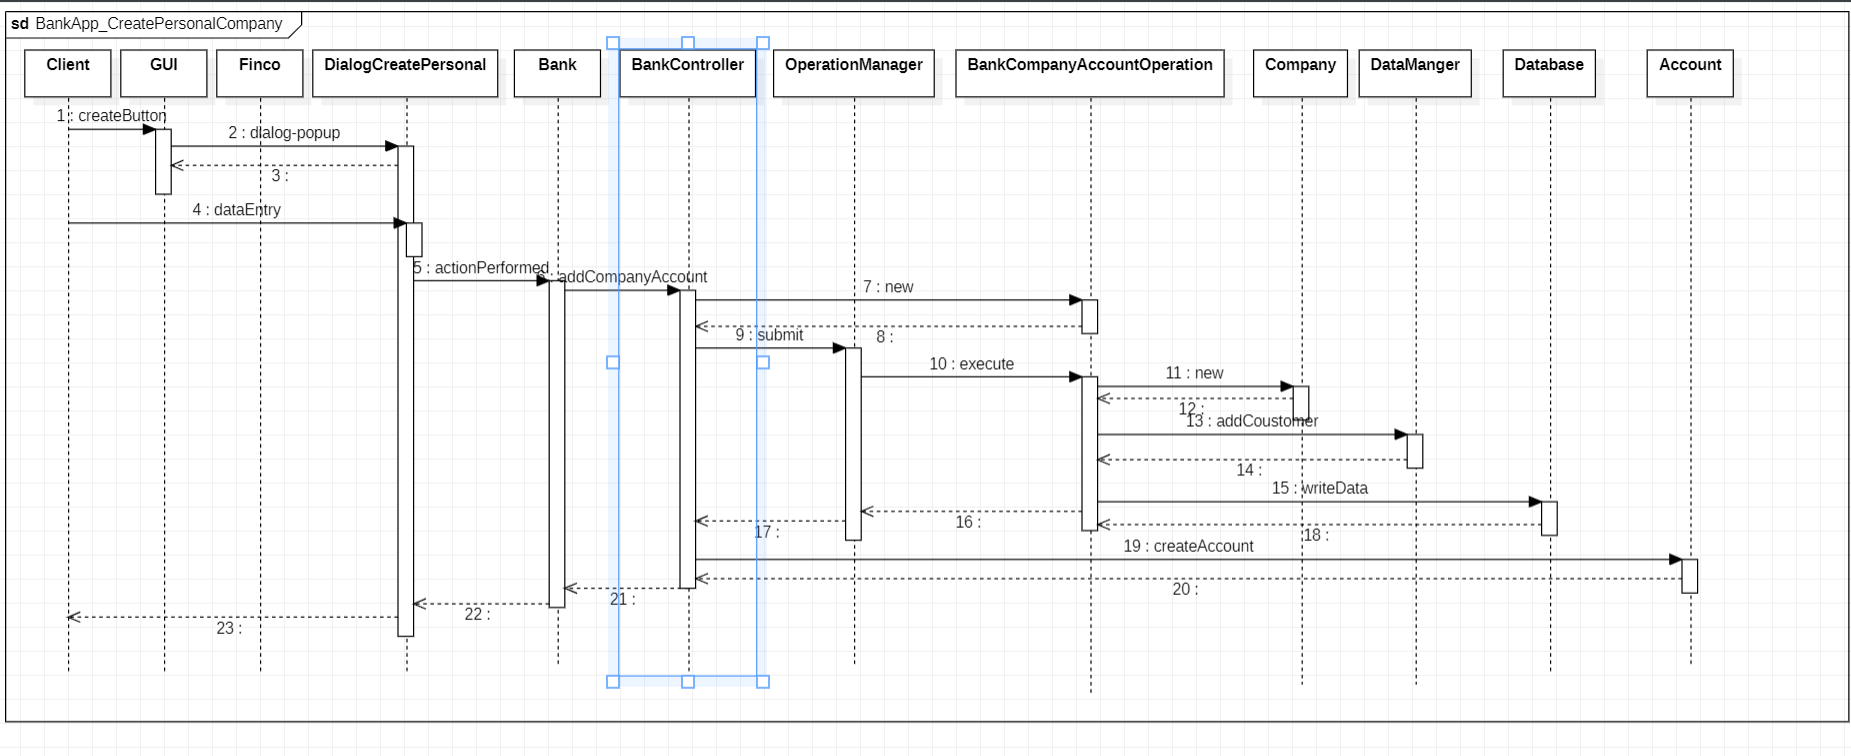 sd BankApp_CreatePersonalCompany
Client
GUI
Finco
DialogCreatePersonal
Bank
BankController
OperationManager
BankCompanyAccountOperation
Company
DataManger
Database
Account
1 : createButton
2 : dialog-popup
3 :
4 : dataEntry
5 : actionPerformed
: addCompanyAccount
7 : new
8 :
9 : submit
10 : execute
11 : new
12 :
13 : addCoustomer
14 :
15 : writeData
16 :
17 :
18 :
19 : createAccount
20 :
21 :
22 :
23 :